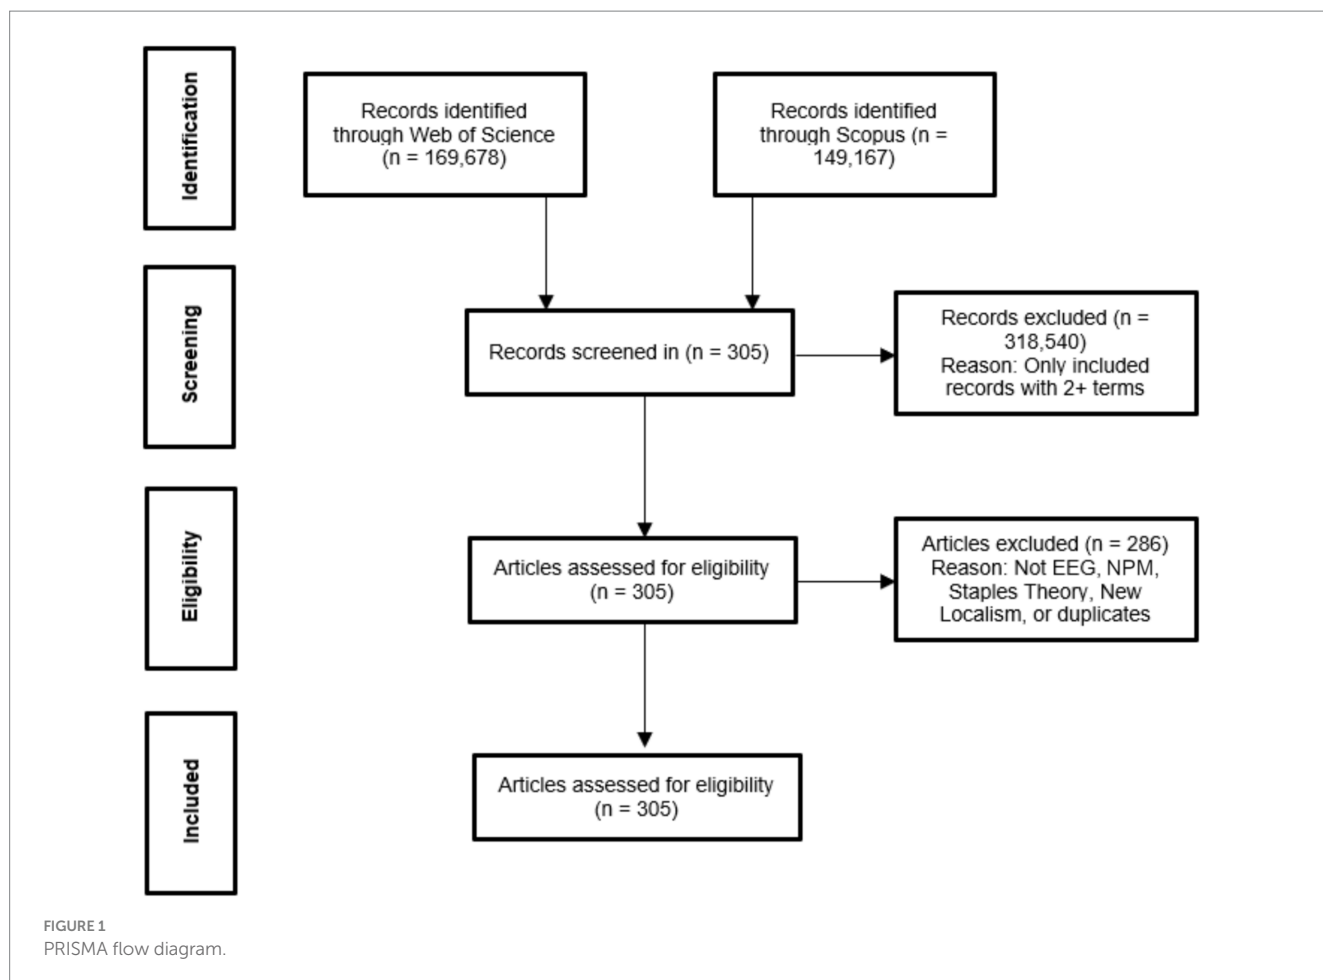 Identification
Records identified
through Web of Science
(n = 169,678)
Records identified
through Scopus (n =
149,167)
Screening
Records screened in (n = 305)
Records excluded (n =
318,540)
Reason: Only included
records with 2+ terms
Eligibility
Articles assessed for eligibility
(n = 305)
Articles excluded (n = 286)
Reason: Not EEG, NPM,
Staples Theory, New
Localism, or duplicates
Included
Articles assessed for eligibility
(n = 305)
FIGURE 1
PRISMA flow diagram.